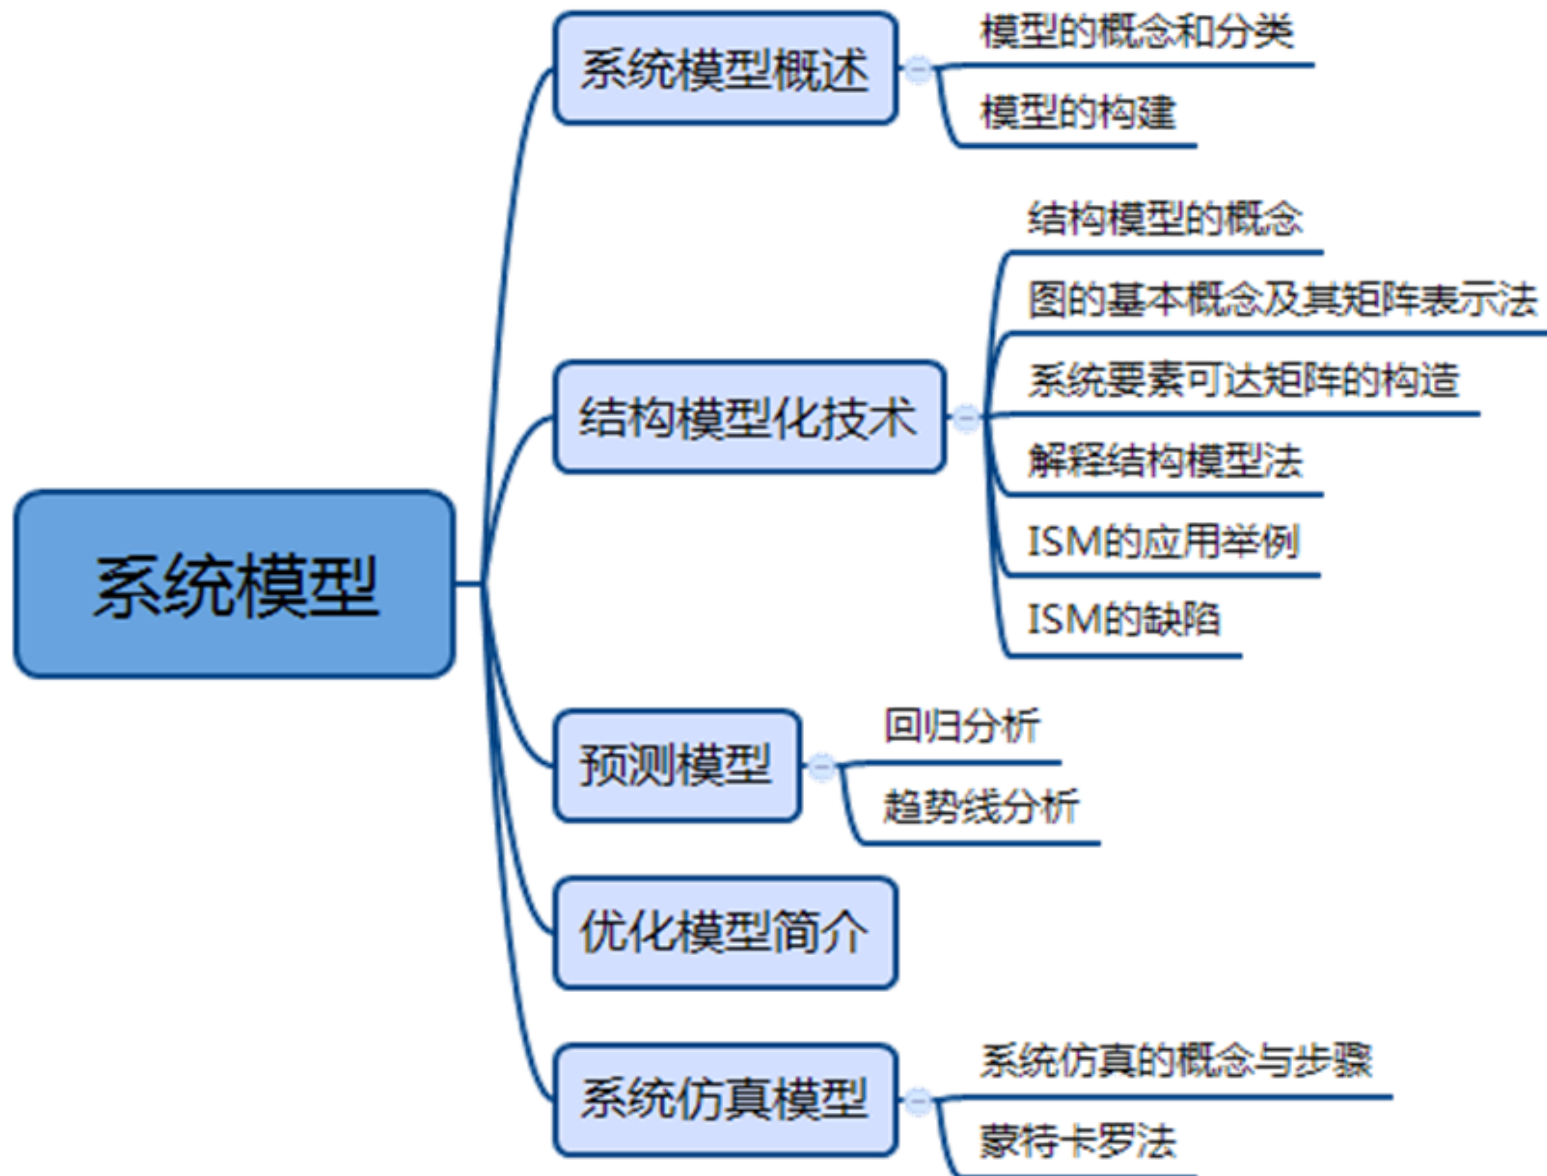 系统模型
系统模型概述
模型的概念和分类
模型的构建
结构模型化技术
结构模型的概念
图的基本概念及其矩阵表示法
系统要素可达矩阵的构造
解释结构模型法
ISM的应用举例
ISM的缺陷
预测模型
回归分析
趋势线分析
优化模型简介
系统仿真模型
系统仿真的概念与步骤
蒙特卡罗法